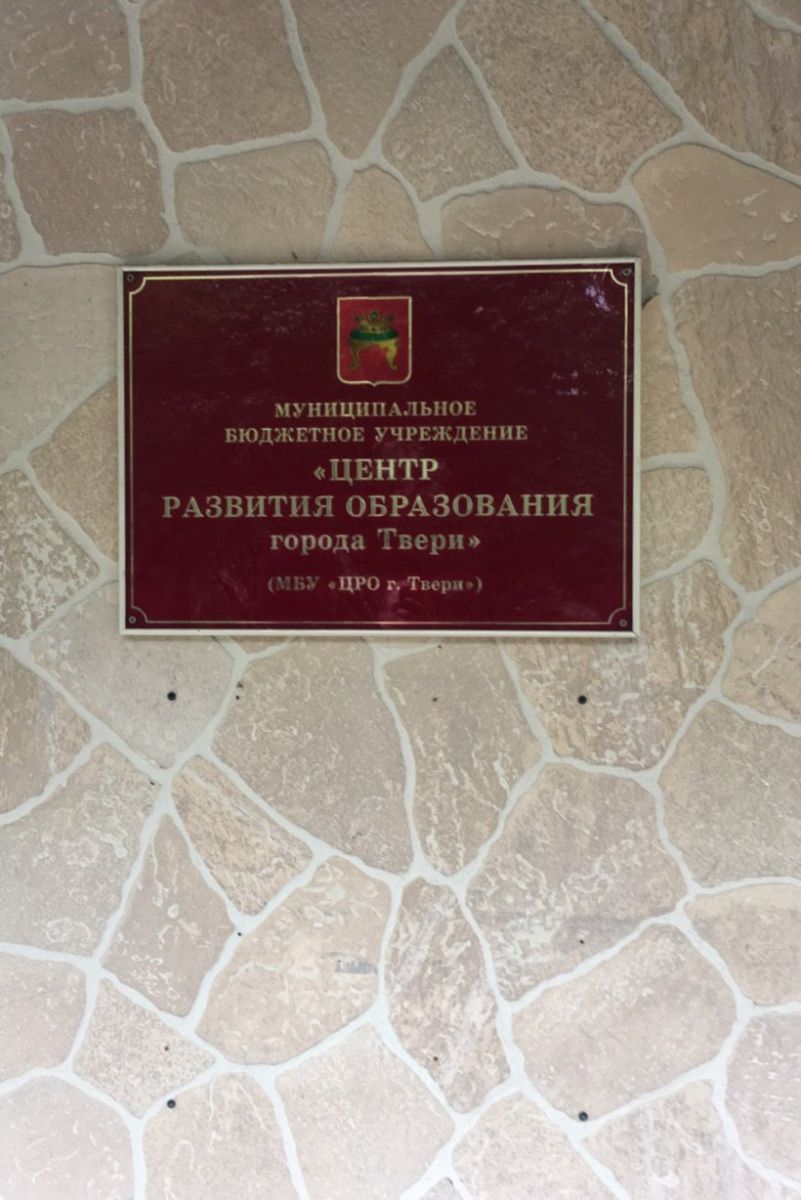 МУНИЦИПАЛЬНОЕ
БЮДЖЕТНОЕ УЧРЕЖДЕНИЕ
«ЦЕНТР
РАЗВИТИЯ ОБРАЗОВАНИЯ
города Твери»
(МБУ «ЦРО г. Твери»)